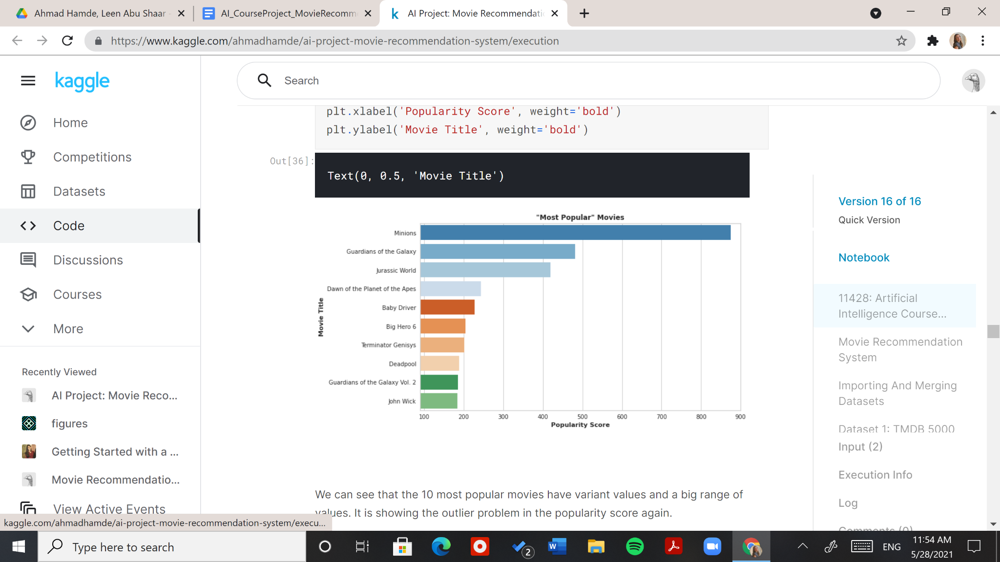 Ahmad Hamde, Leen Abu Shaar -
AI_CourseProject_MovieRecomm
AI Project: Movie Recommendati
https://www.kaggle.com/ahmadhamde/ai-project-movie-recommendation-system/execution
kaggle
Search
Home
Competitions
Datasets
Code
Discussions
Courses
More
Recently Viewed
AI Project: Movie Reco...
figures
Getting Started with a ...
Movie Recommendatio...
View Active Events
kaggle.com/ahmadhamde/ai-project-movie-recommendation-system/execu...
plt.xlabel('Popularity Score', weight='bold')
plt.ylabel('Movie Title', weight='bold')
Out[36]:
Text(0, 0.5, 'Movie Title')
"Most Popular" Movies
Movie Title
Minions
Guardians of the Galaxy
Jurassic World
Dawn of the Planet of the Apes
Baby Driver
Big Hero 6
Terminator Genisys
Deadpool
Guardians of the Galaxy Vol. 2
John Wick
100 200 300 400 500 600 700 800 900
Popularity Score
We can see that the 10 most popular movies have variant values and a big range of
values. It is showing the outlier problem in the popularity score again.
Version 16 of 16
Quick Version
Notebook
11428: Artificial
Intelligence Course...
Movie Recommendation
System
Importing And Merging
Datasets
Dataset 1: TMDB 5000
Input (2)
Execution Info
Log
Comments (0)
Type here to search
2
W
ENG
11:54 AM
5/28/2021